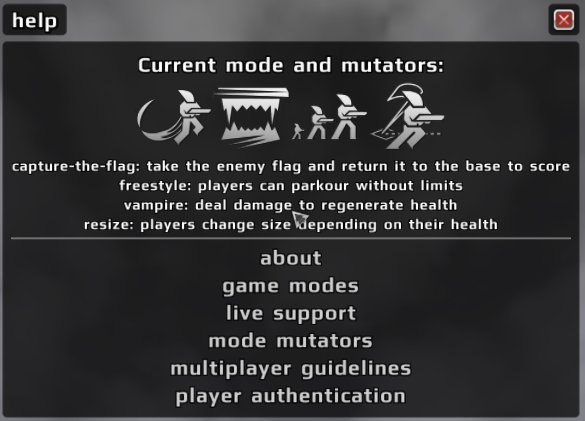 help
Current mode and mutators:
capture-the-flag: take the enemy flag and return it to the base to score
freestyle: players can parkour without limits
vampire: deal damage to regenerate health
resize: players change size depending on their health
about
game modes
live support
mode mutators
multiplayer guidelines
player authentication